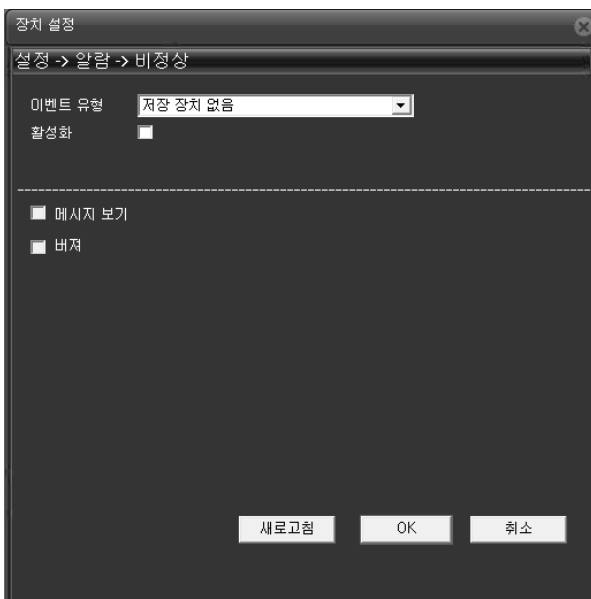 장치 설정
설정 -> 알람 -> 비정상
이벤트 유형 저장 장치 없음
활성화
메시지 보기
버져
새로고침 OK 취소